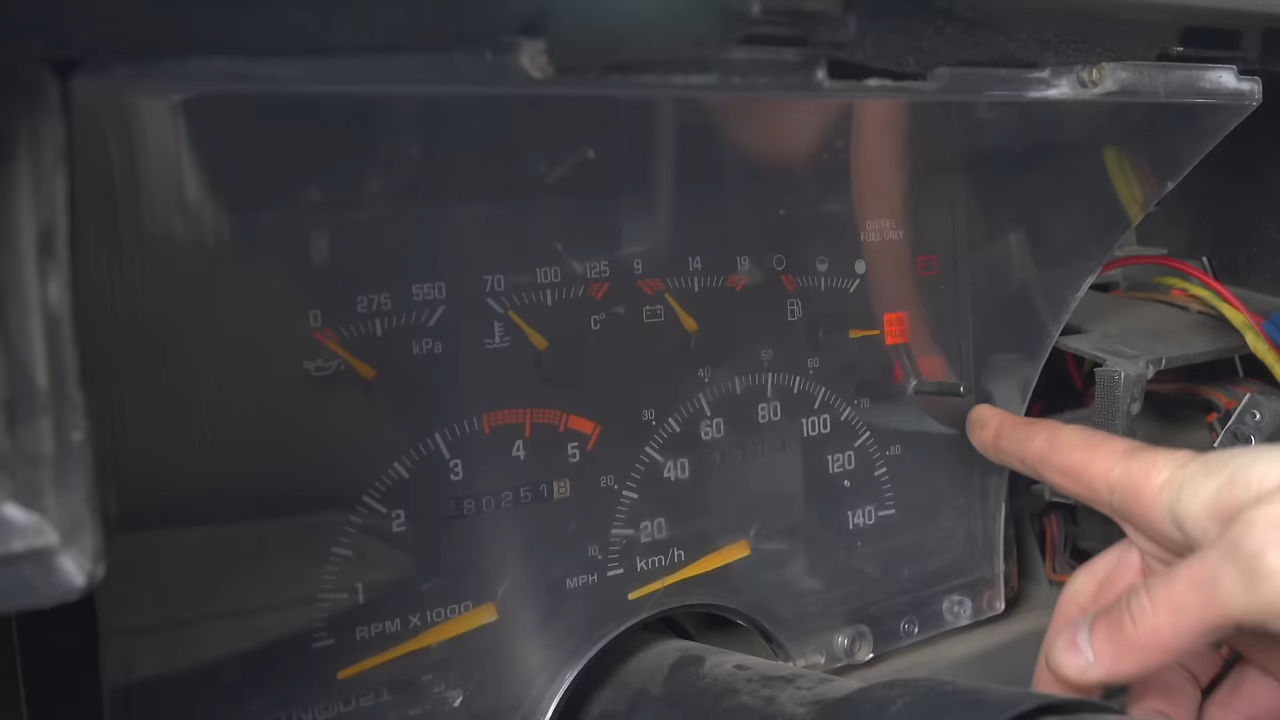 DIESEL
FUEL ONLY
0 275 550
kPa
70 100 125
C°
9 14 19
1 2 3 4 5
RPM X1000
802518
10 20 30 40 50 60 70 80
MPH
20 40 60 80 100 120 140
km/h